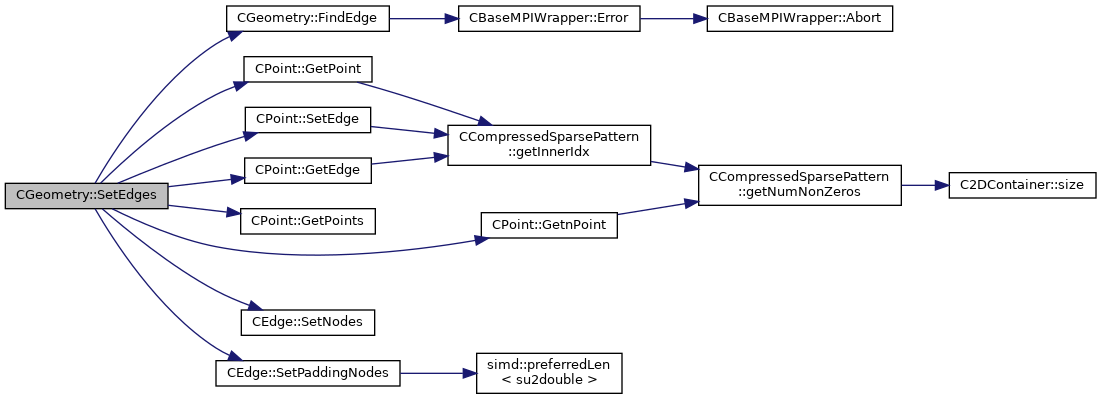 CGeometry::FindEdge
CBaseMPIWrapper::Error
CBaseMPIWrapper::Abort
CPoint::GetPoint
CPoint::SetEdge
CCompressedSparsePattern
::getInnerIdx
CPoint::GetEdge
CCompressedSparsePattern
::getNumNonZeros
C2DContainer::size
CGeometry::SetEdges
CPoint::GetPoints
CPoint::GetnPoint
CEdge::SetNodes
CEdge::SetPaddingNodes
simd::preferredLen
< su2double >